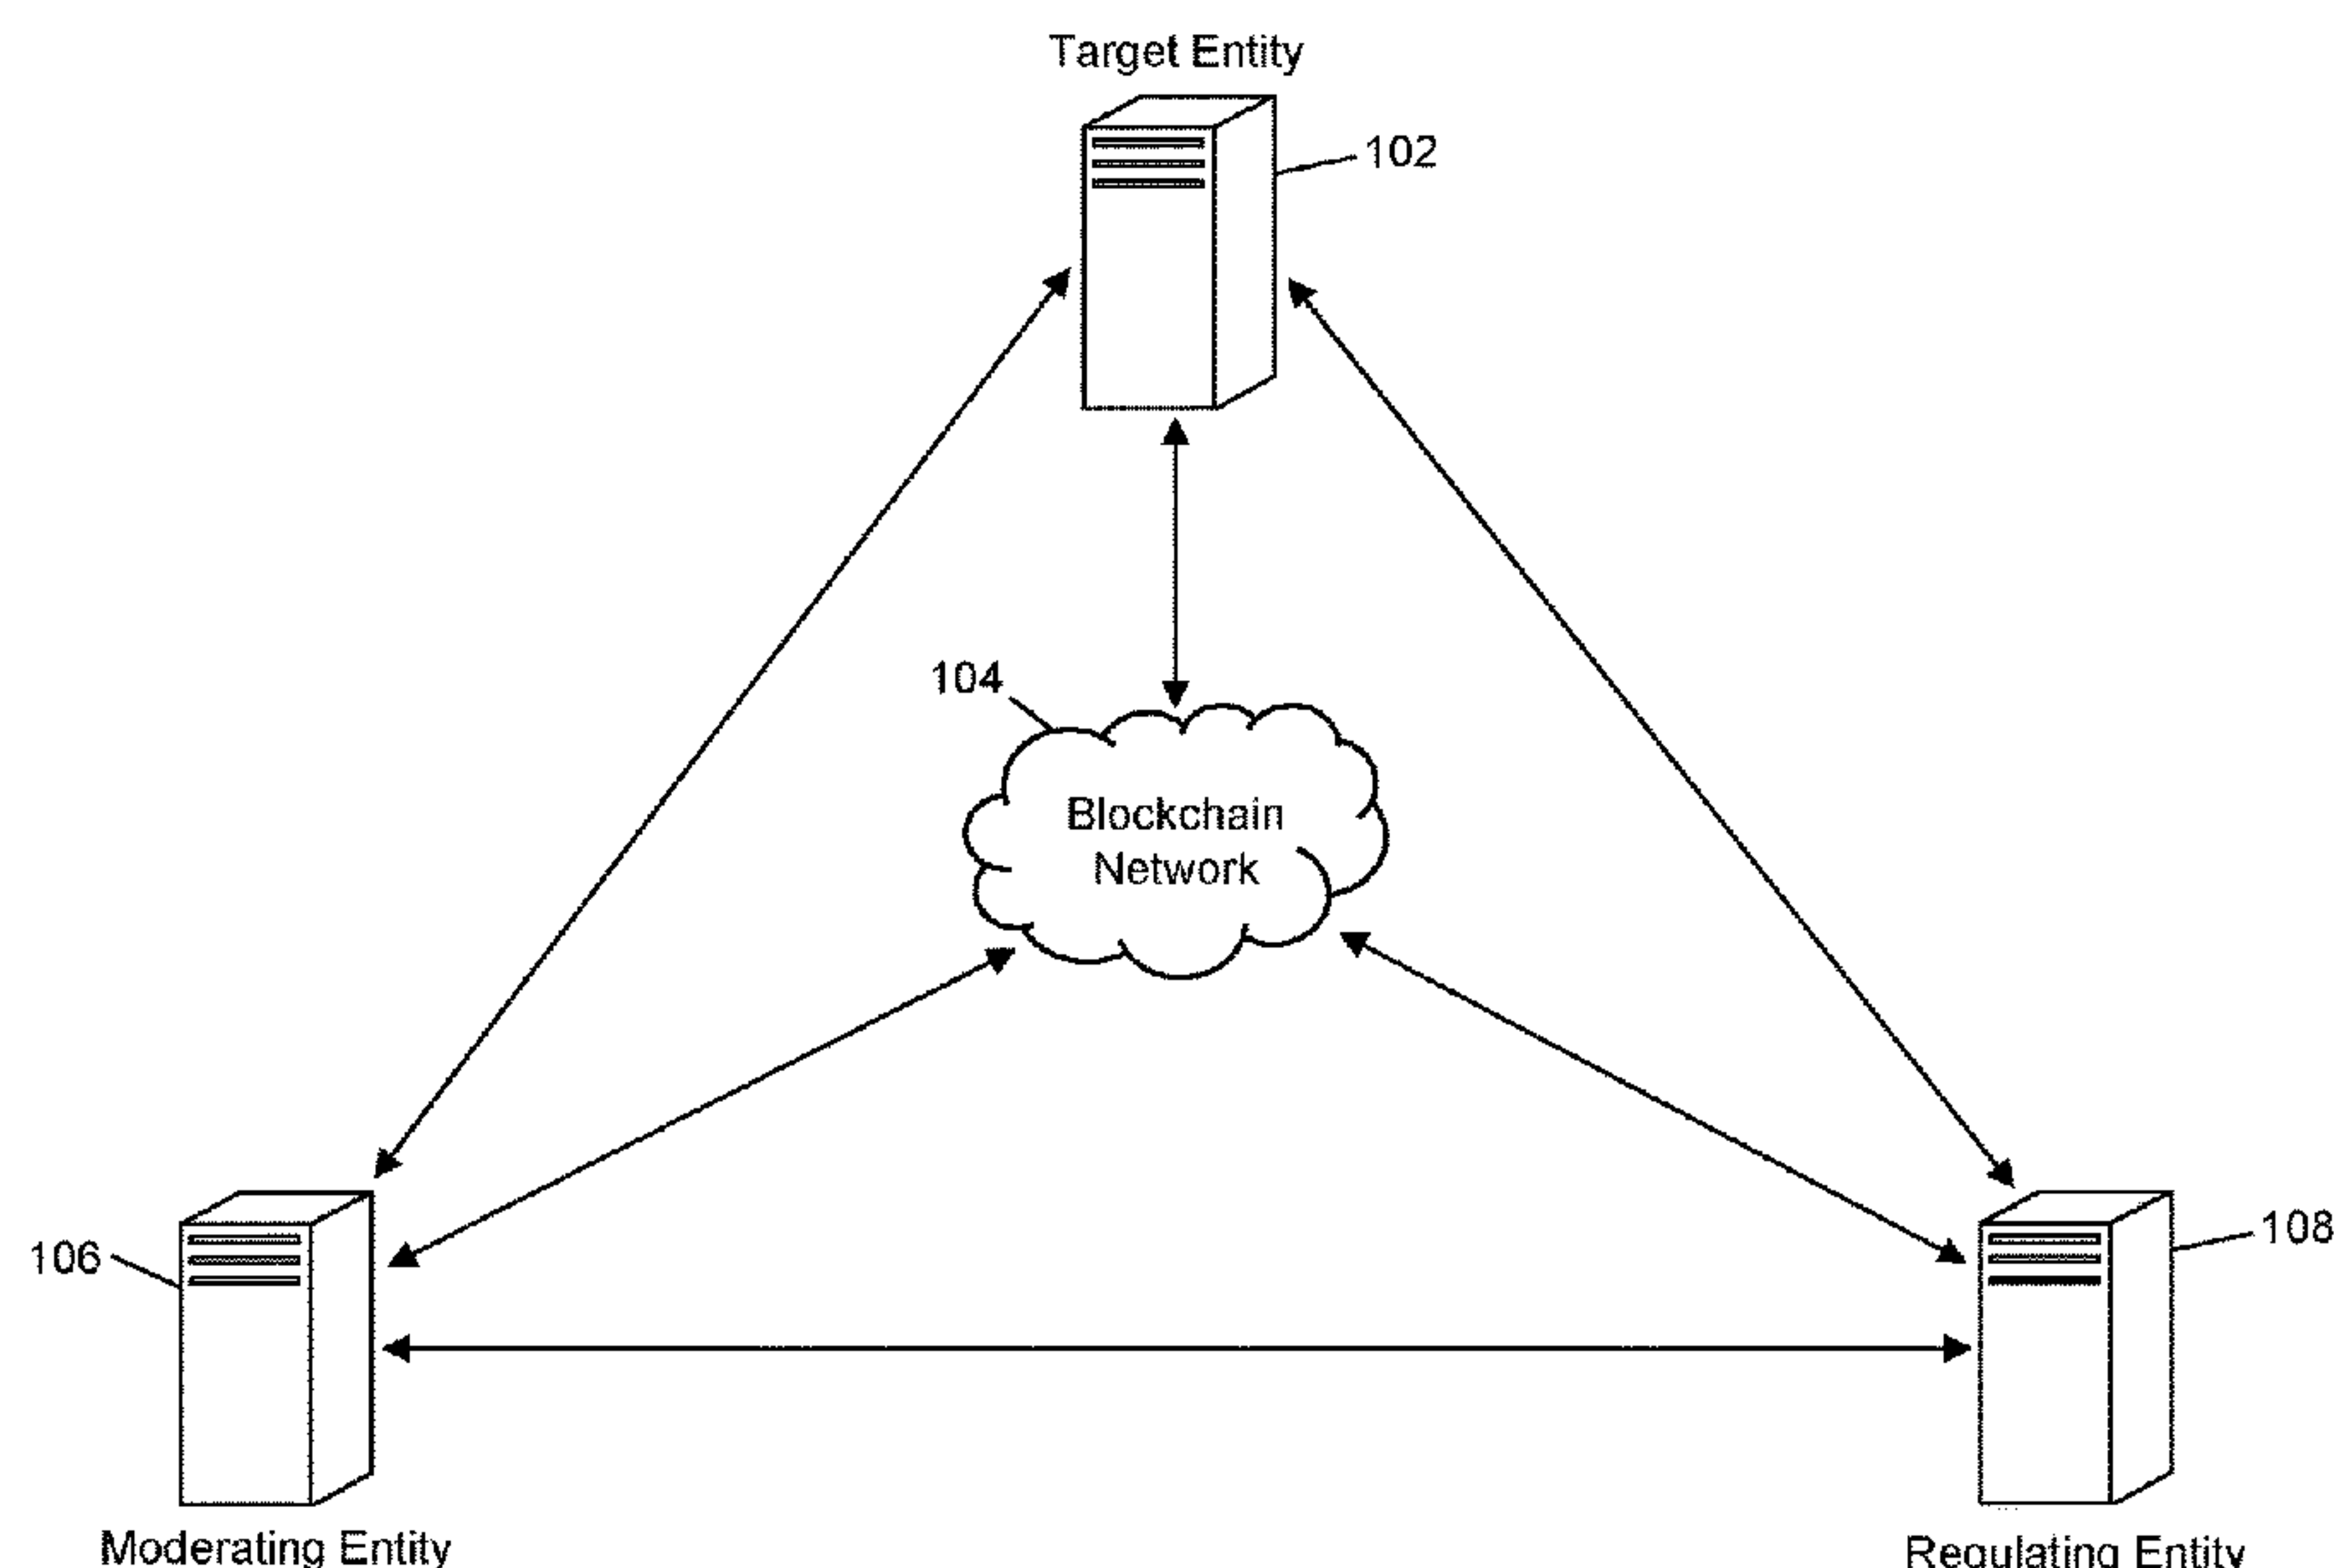 Target Entity
102
104
Blockchain
Network
106
108
Moderating Entity
Regulating Entity